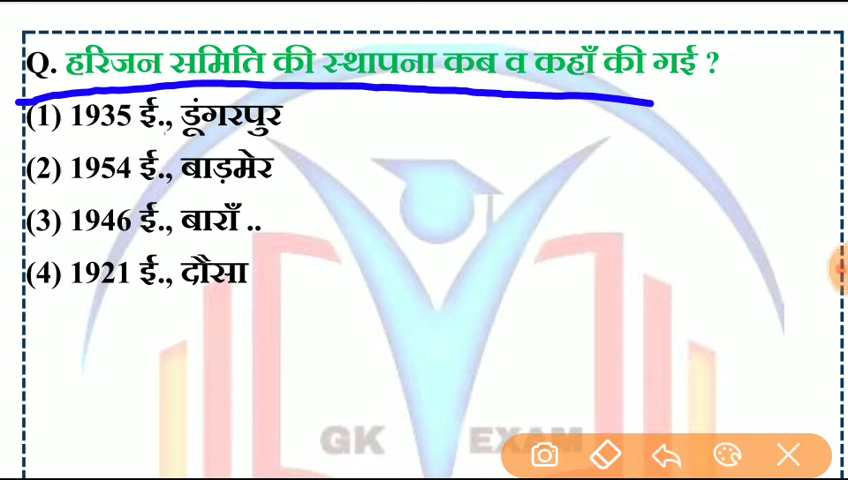 Q. हरिजन समिति की स्थापना कब व कहाँ की गई ?
(1) 1935 ई., डूंगरपुर
(2) 1954 ई., बाड़मेर
(3) 1946 ई., बाराँ ..
(4) 1921 ई., दौसा
GK EXAM